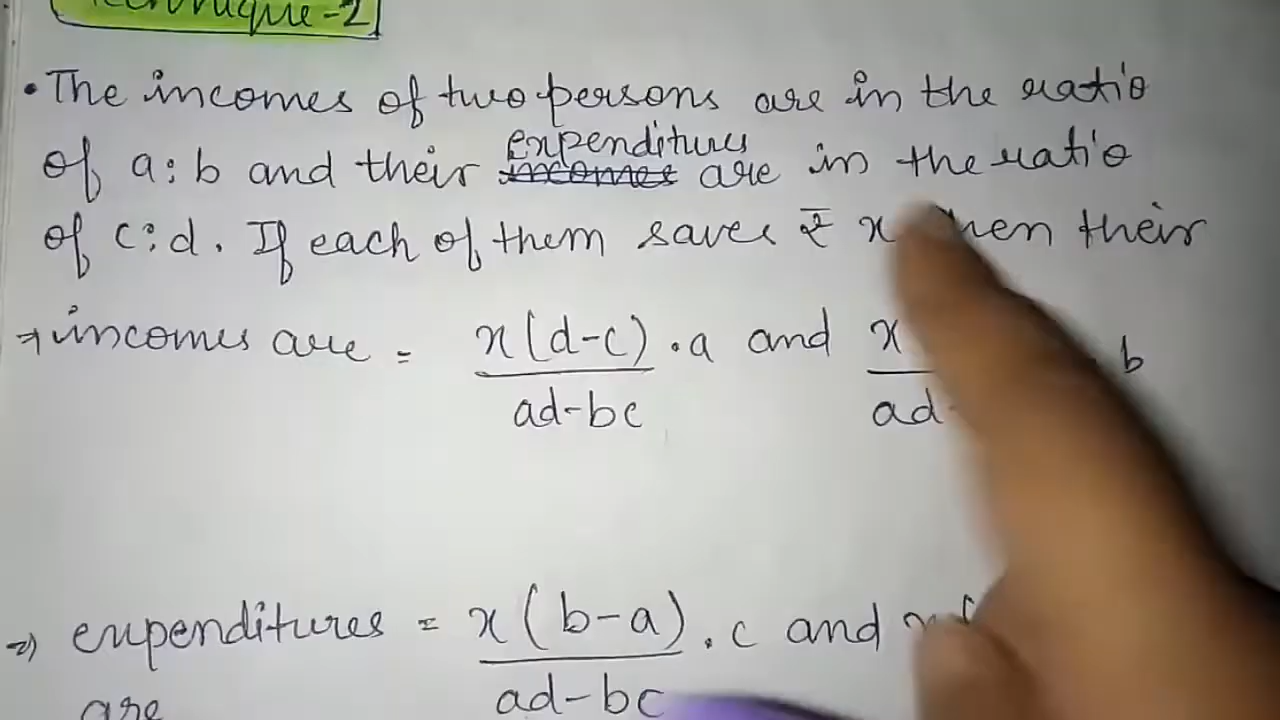 Technique-2
• The incomes of two persons are in the ratio
of a:b and their incomes expenditures are in the ratio
of c:d. If each of them saves ₹ x then their
→ incomes are = x(d-c)/ad-bc . a and x ad- b
⇒ expenditures are = x(b-a)/ad-bc . c and x(